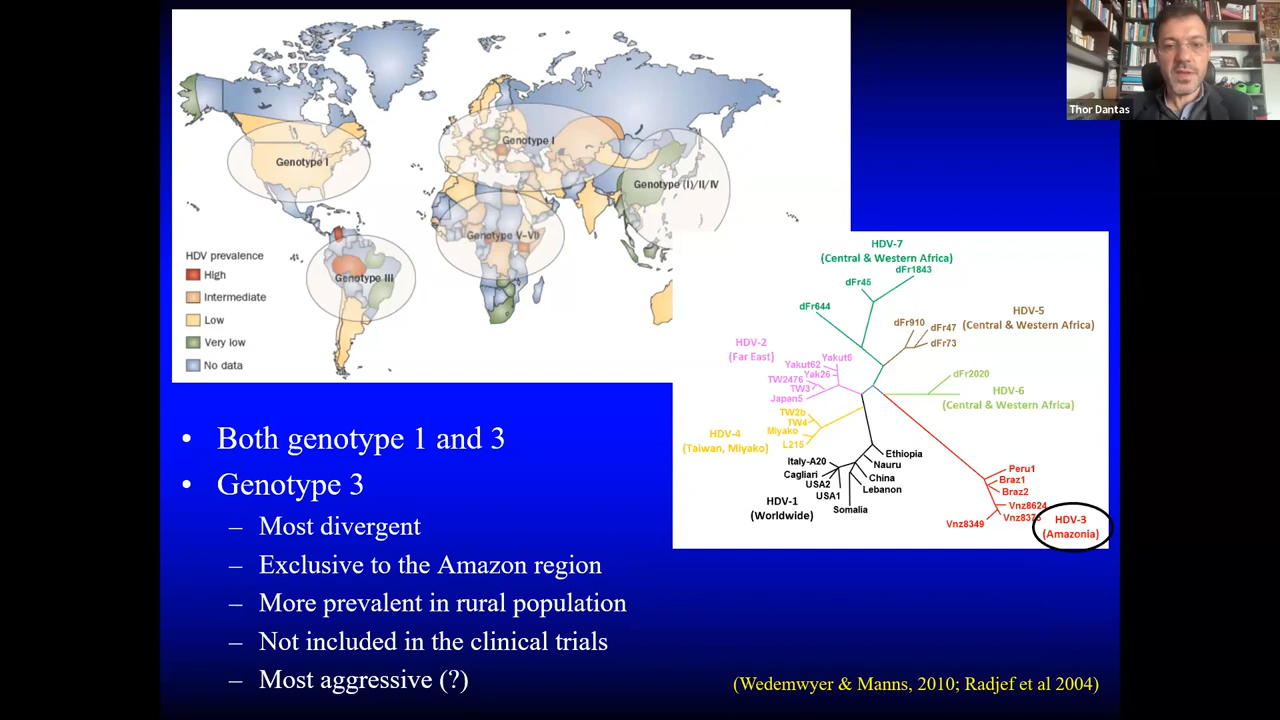 Thor Dantas
Genotype I
Genotype I
Genotype (I)/II/IV
Genotype V–VII
Genotype III
HDV prevalence
High
Intermediate
Low
Very low
No data
HDV-7
(Central & Western Africa)
dFr1843
dFr45
dFr644
HDV-5
(Central & Western Africa)
dFr910
dFr47
dFr73
HDV-2
(Far East)
Yakut6
Yakut62
Yak26
TW2476
TW3
Japan5
dFr2020
HDV-6
(Central & Western Africa)
TW2b
TW4
Miyako
L215
HDV-4
(Taiwan, Miyako)
Ethiopia
Nauru
China
Lebanon
Somalia
Italy-A20
Cagliari
USA2
USA1
HDV-1
(Worldwide)
Peru1
Braz1
Braz2
Vnz8624
Vnz8349
HDV-3
(Amazonia)
• Both genotype 1 and 3
• Genotype 3
– Most divergent
– Exclusive to the Amazon region
– More prevalent in rural population
– Not included in the clinical trials
– Most aggressive (?)
(Wedemwyer & Manns, 2010; Radjef et al 2004)